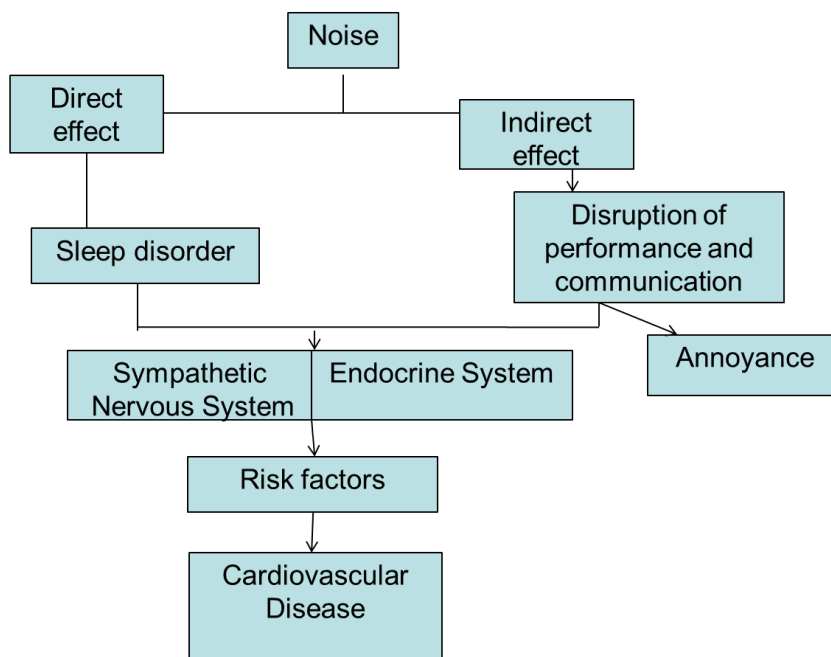 Noise
Direct
effect
Indirect
effect
Sleep disorder
Disruption of
performance and
communication
Annoyance
Sympathetic
Nervous System
Endocrine System
Risk factors
Cardiovascular
Disease